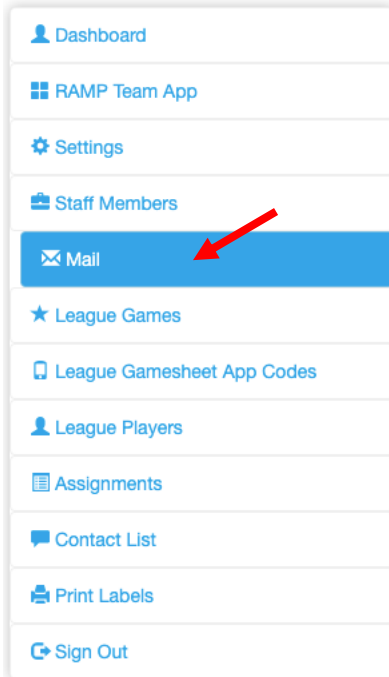 Dashboard
RAMP Team App
Settings
Staff Members
Mail
League Games
League Gamesheet App Codes
League Players
Assignments
Contact List
Print Labels
Sign Out